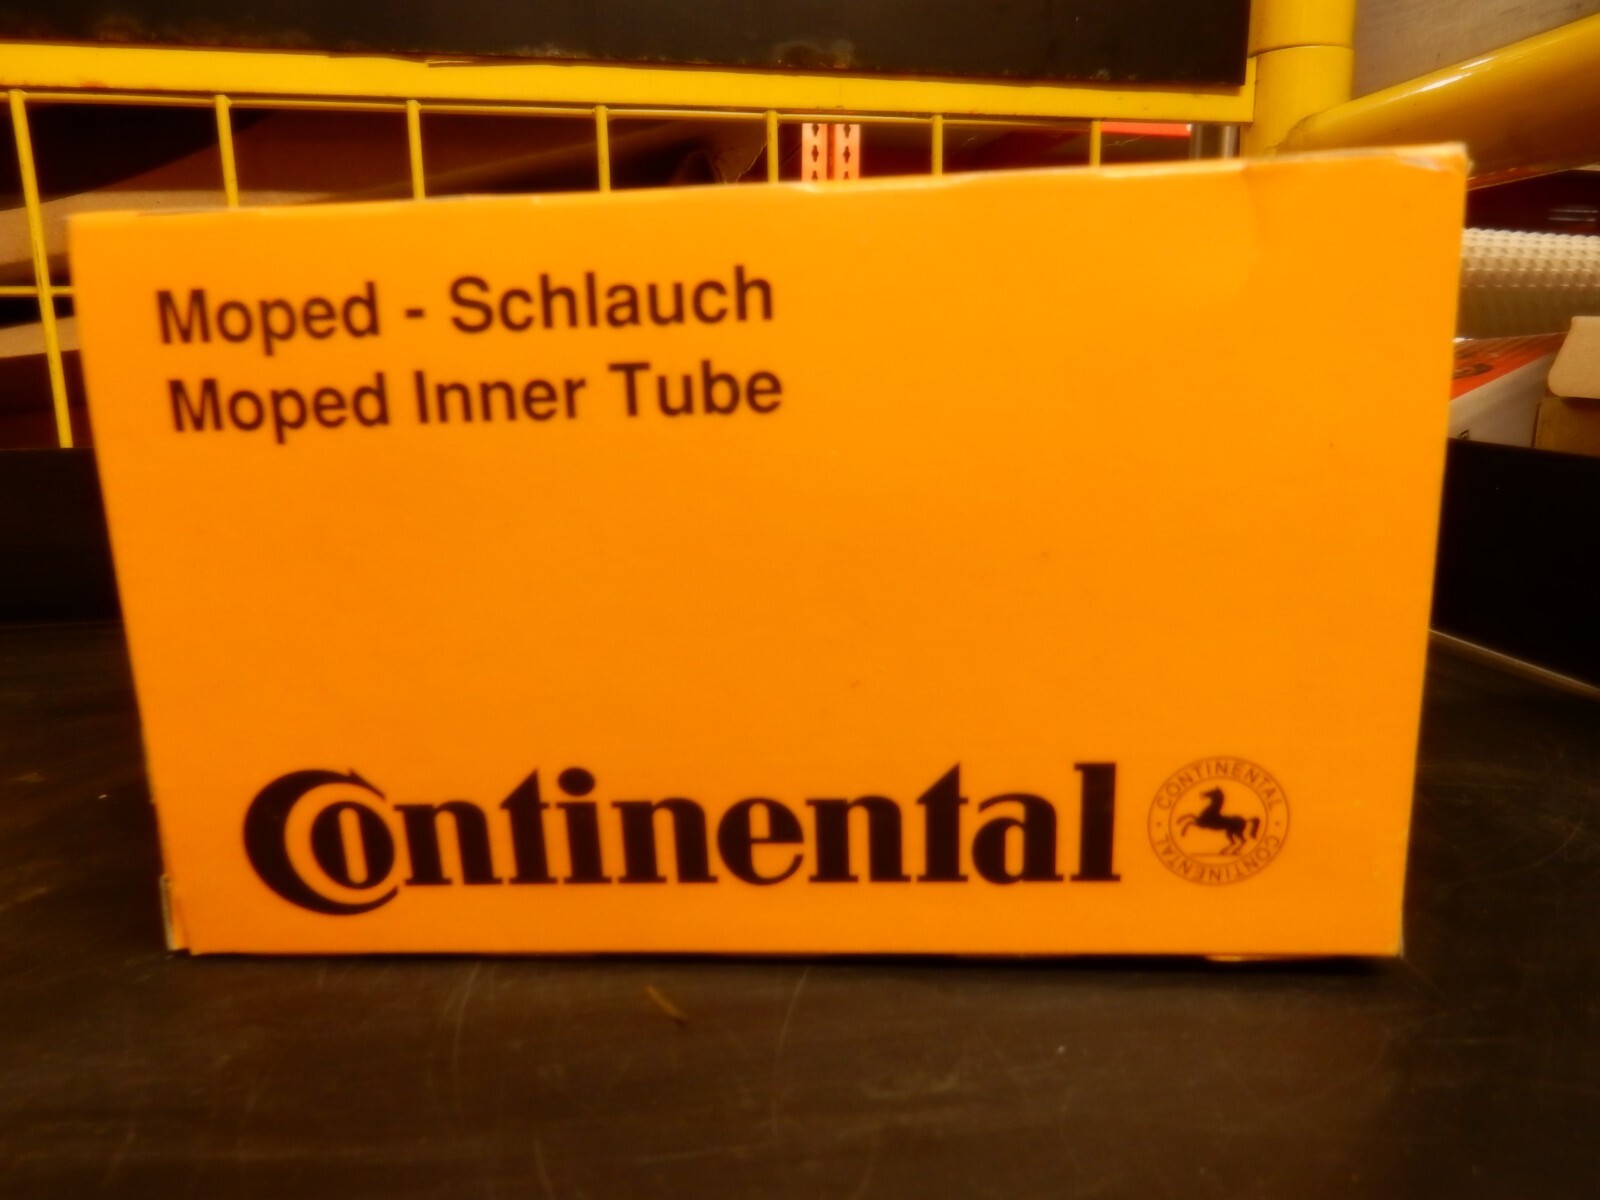 Moped - Schlauch
Moped Inner Tube
Continental
CONTINENTAL · CONTINENTAL ·